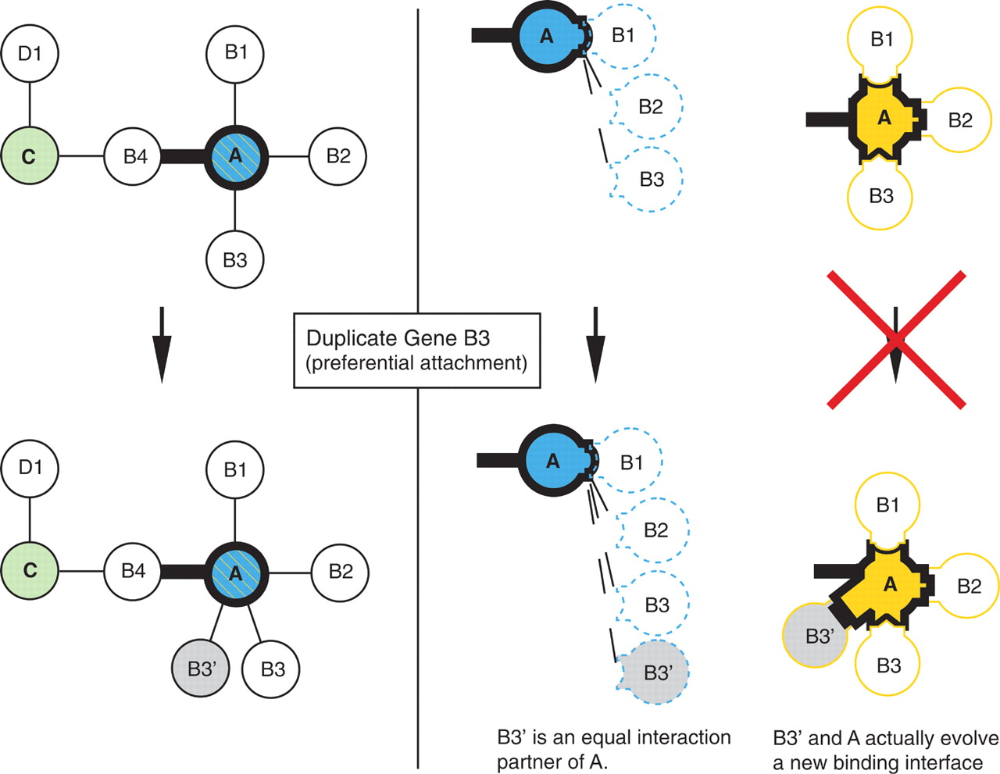 D1
B1
C
B4
A
B2
B3
A
B1
B2
B3
B1
A
B2
B3
Duplicate Gene B3
(preferential attachment)
D1
B1
C
B4
A
B2
B3’
B3
A
B1
B2
B3
B3’
B1
A
B2
B3’
B3
B3’ is an equal interaction
partner of A.
B3’ and A actually evolve
a new binding interface